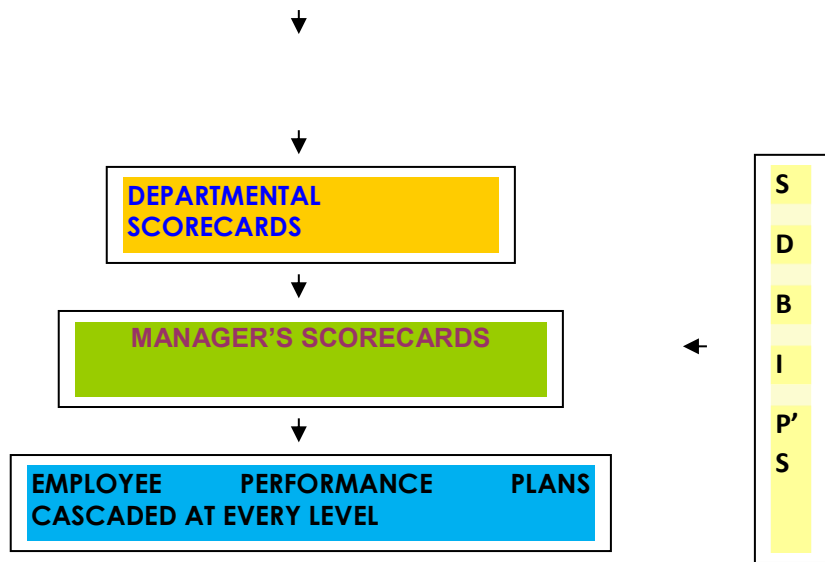 DEPARTMENTAL
SCORECARDS
MANAGER’S SCORECARDS
EMPLOYEE PERFORMANCE PLANS
CASCADED AT EVERY LEVEL
S
D
B
I
P’
S